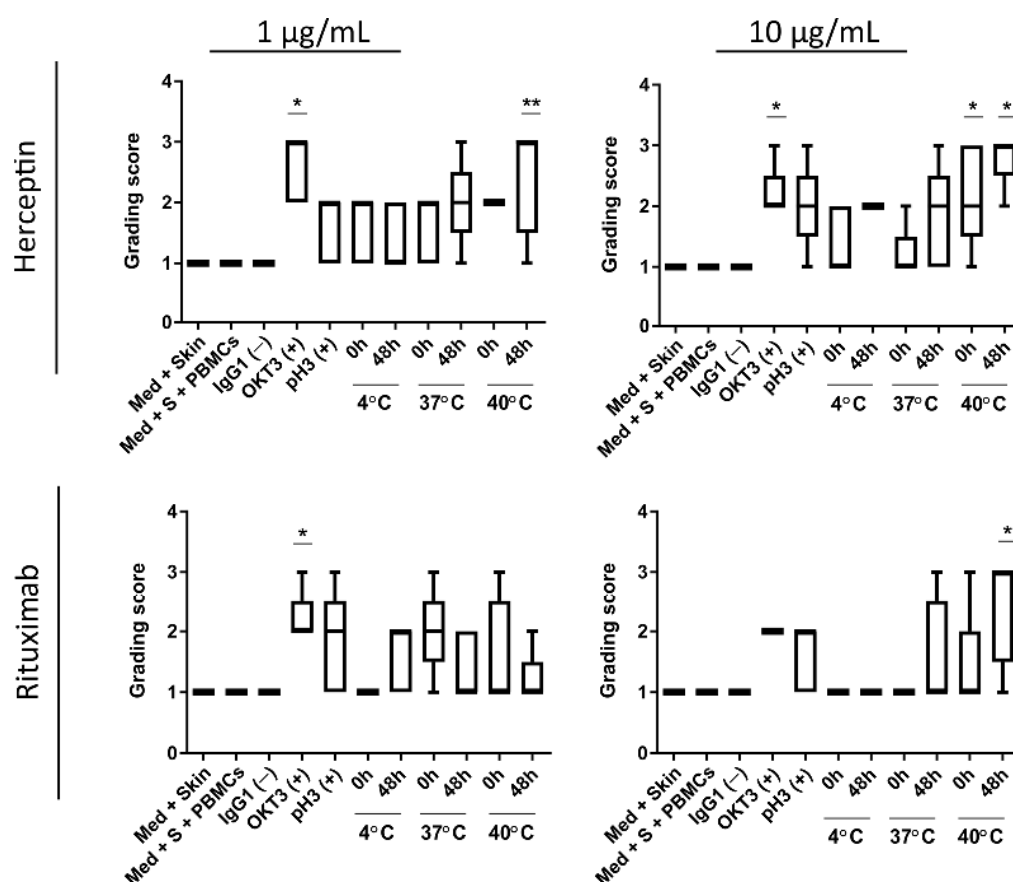 1 µg/mL
10 µg/mL
Herceptin
Grading score
4
3
2
1
0
*
**
Med + Skin
Med + S + PBMCs
IgG1 (–)
OKT3 (+)
pH3 (+)
0h
48h
0h
48h
0h
48h
4°C
37°C
40°C
Grading score
4
3
2
1
0
*
*
*
Med + Skin
Med + S + PBMCs
IgG1 (–)
OKT3 (+)
pH3 (+)
0h
48h
0h
48h
0h
48h
4°C
37°C
40°C
Rituximab
Grading score
4
3
2
1
0
*
Med + Skin
Med + S + PBMCs
IgG1 (–)
OKT3 (+)
pH3 (+)
0h
48h
0h
48h
0h
48h
4°C
37°C
40°C
Grading score
4
3
2
1
0
*
Med + Skin
Med + S + PBMCs
IgG1 (–)
OKT3 (+)
pH3 (+)
0h
48h
0h
48h
0h
48h
4°C
37°C
40°C